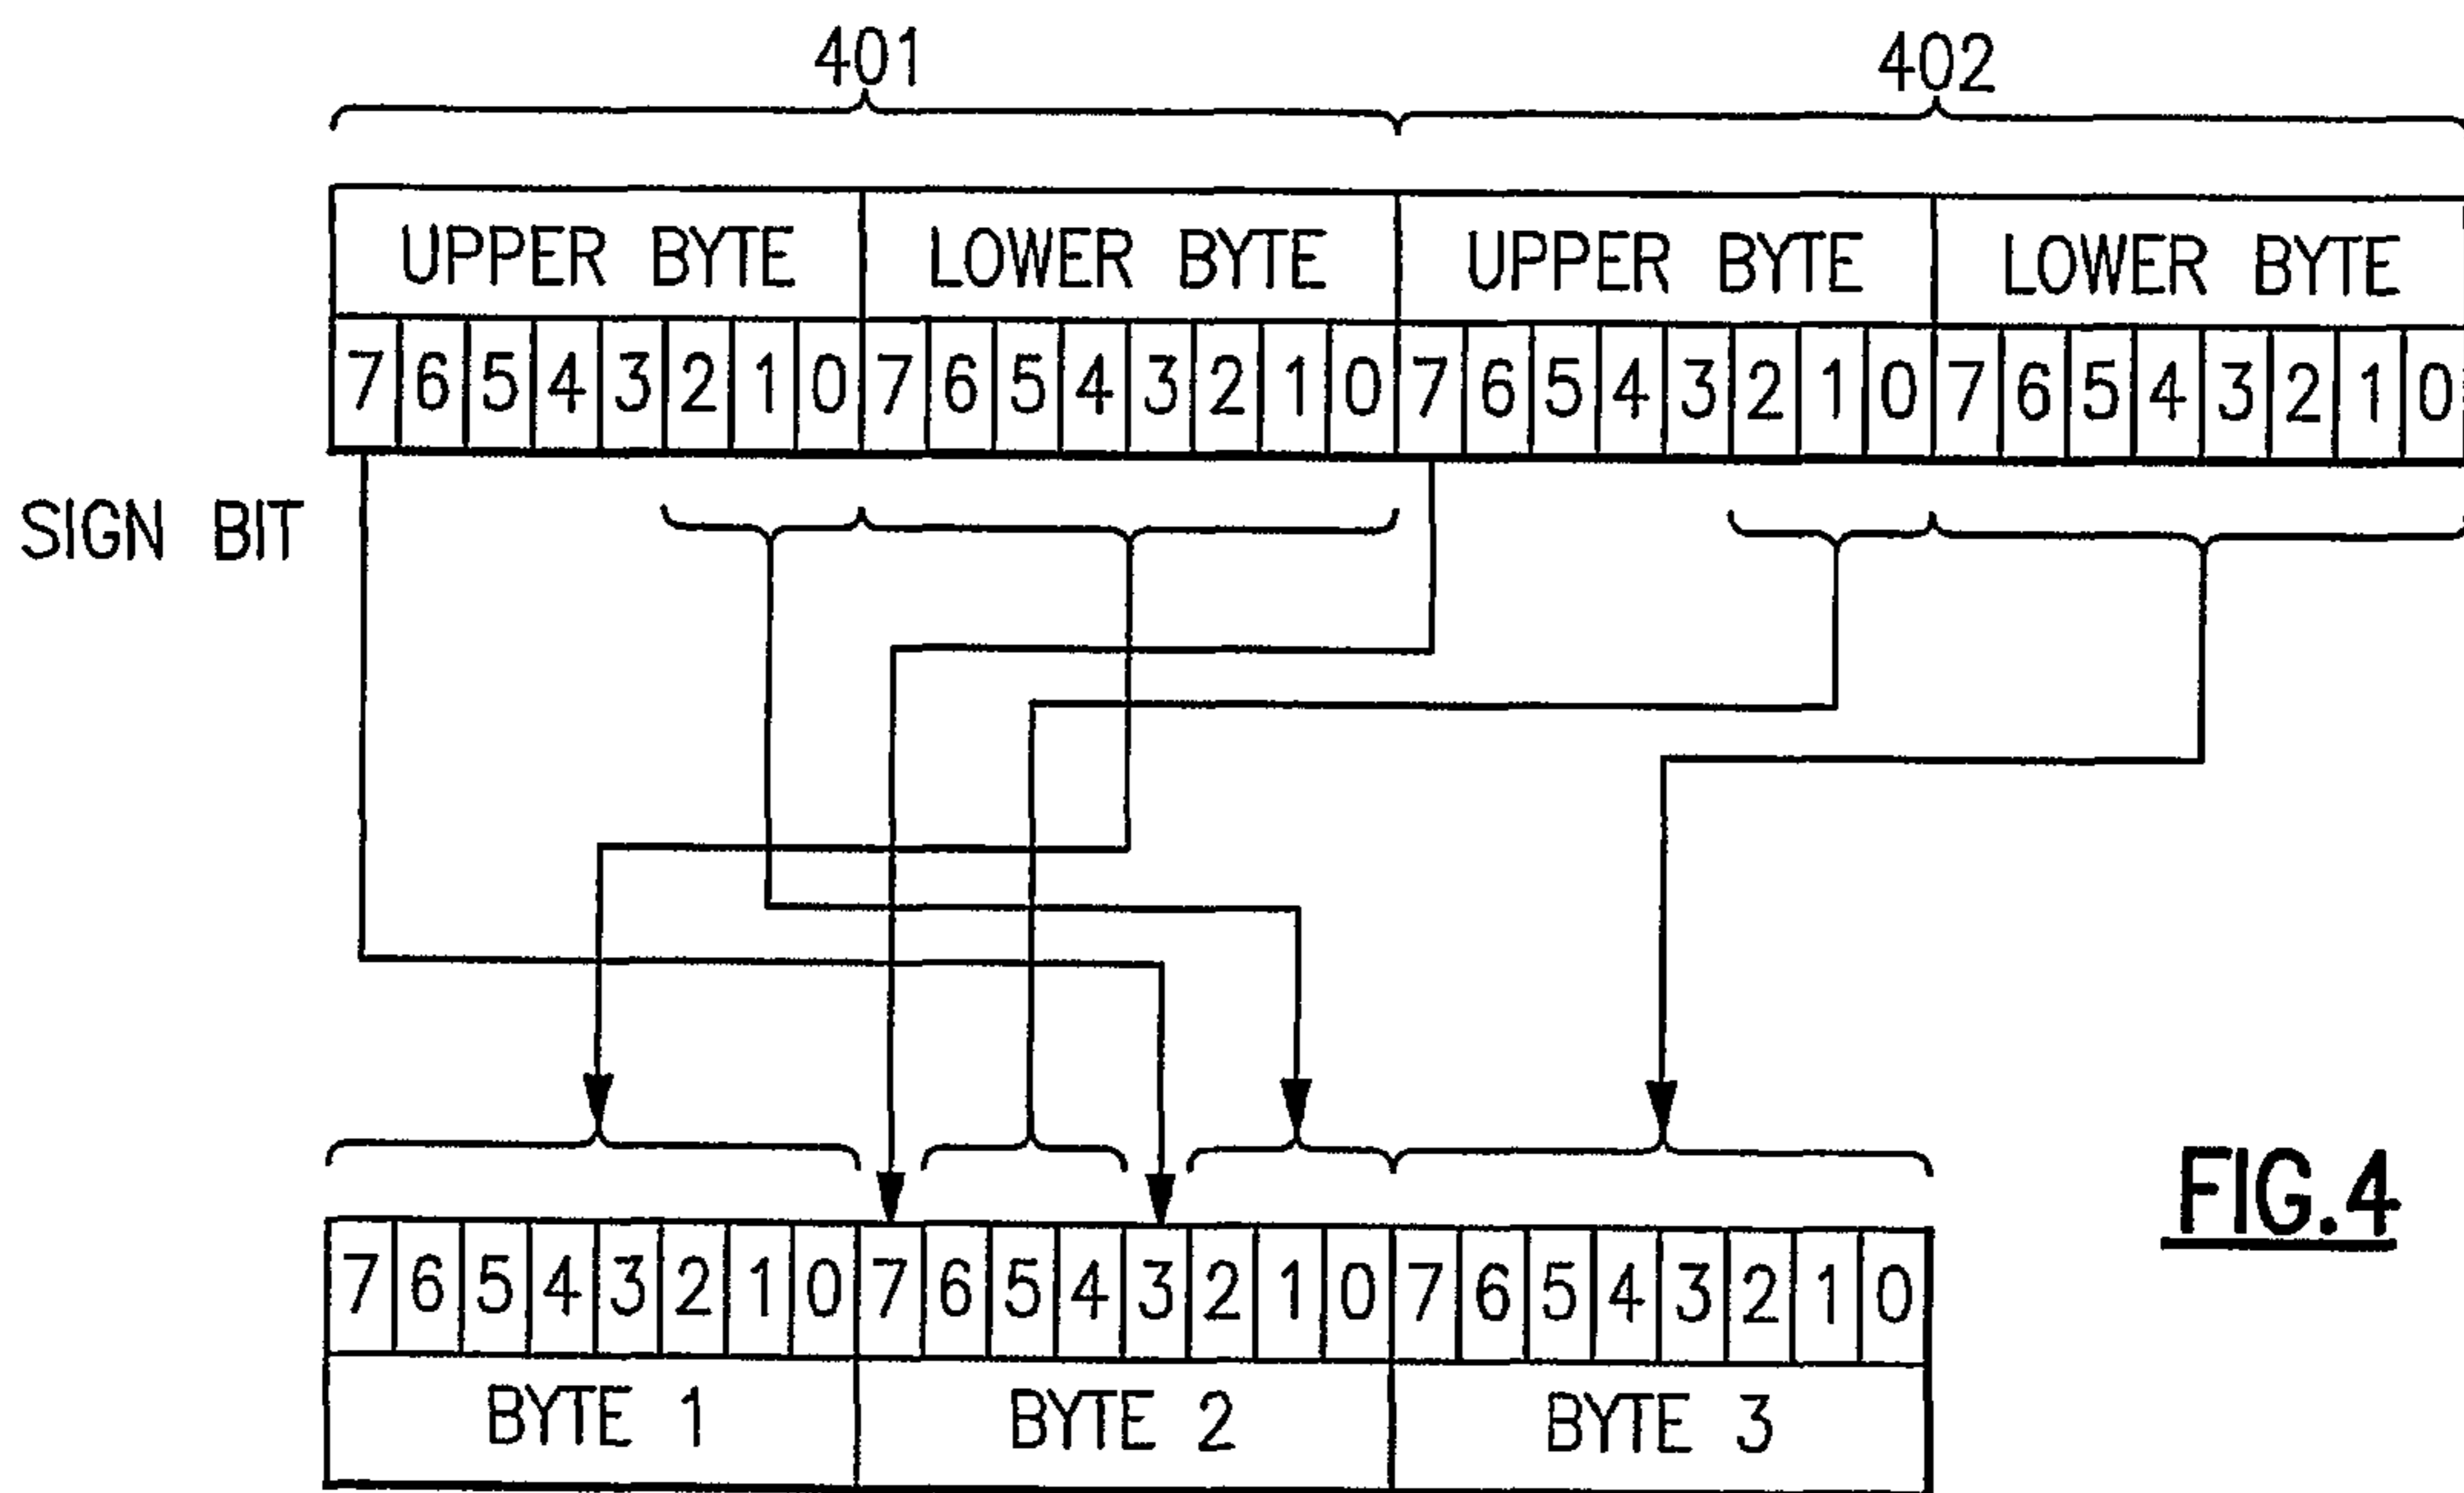 401 402
UPPER BYTE LOWER BYTE UPPER BYTE LOWER BYTE
7 6 5 4 3 2 1 0 7 6 5 4 3 2 1 0 7 6 5 4 3 2 1 0 7 6 5 4 3 2 1 0
SIGN BIT
FIG.4
7 6 5 4 3 2 1 0 7 6 5 4 3 2 1 0 7 6 5 4 3 2 1 0
BYTE 1 BYTE 2 BYTE 3